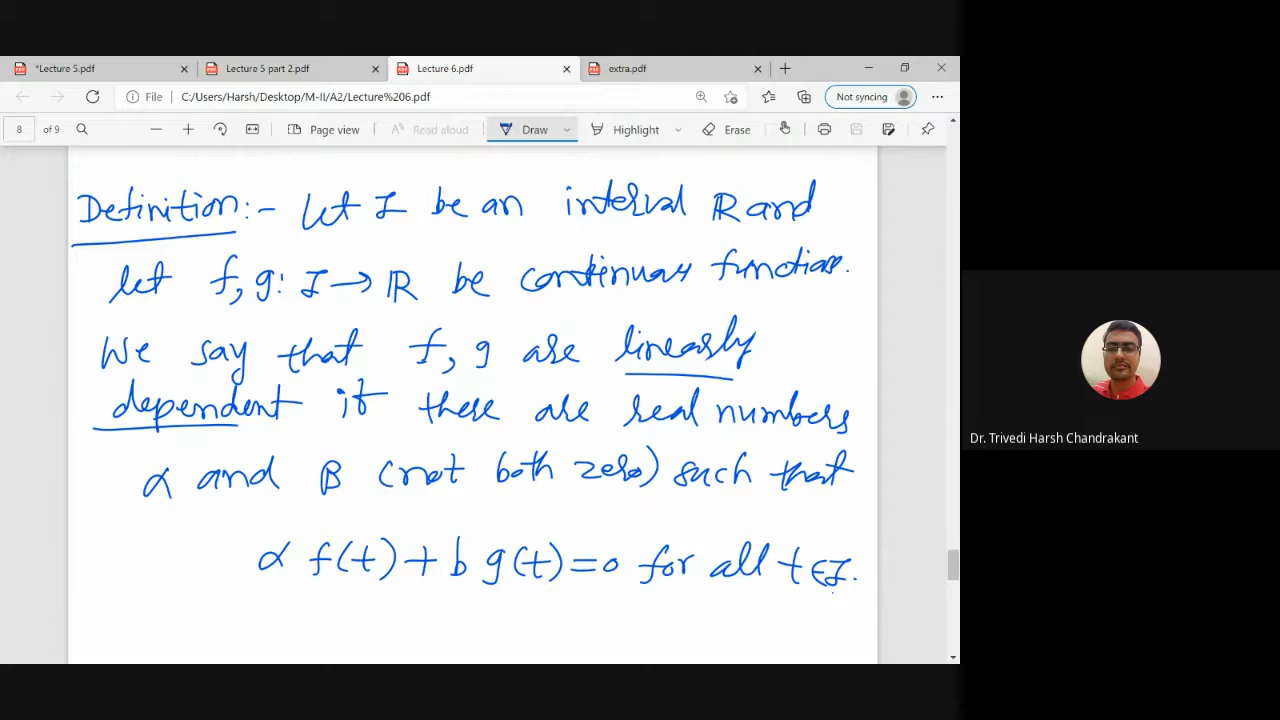 *Lecture 5.pdf
Lecture 5 part 2.pdf
Lecture 6.pdf
extra.pdf
File C:/Users/Harsh/Desktop/M-II/A2/Lecture%206.pdf
Not syncing
8 of 9
Page view
Read aloud
Draw
Highlight
Erase
Definition:- Let I be an interval ℝ and
let f, g: I → ℝ be continuous functions.
We say that f, g are linearly
dependent if there are real numbers
α and β (not both zero) such that
α f(t) + b g(t) = 0 for all t ∈ I.
Dr. Trivedi Harsh Chandrakant